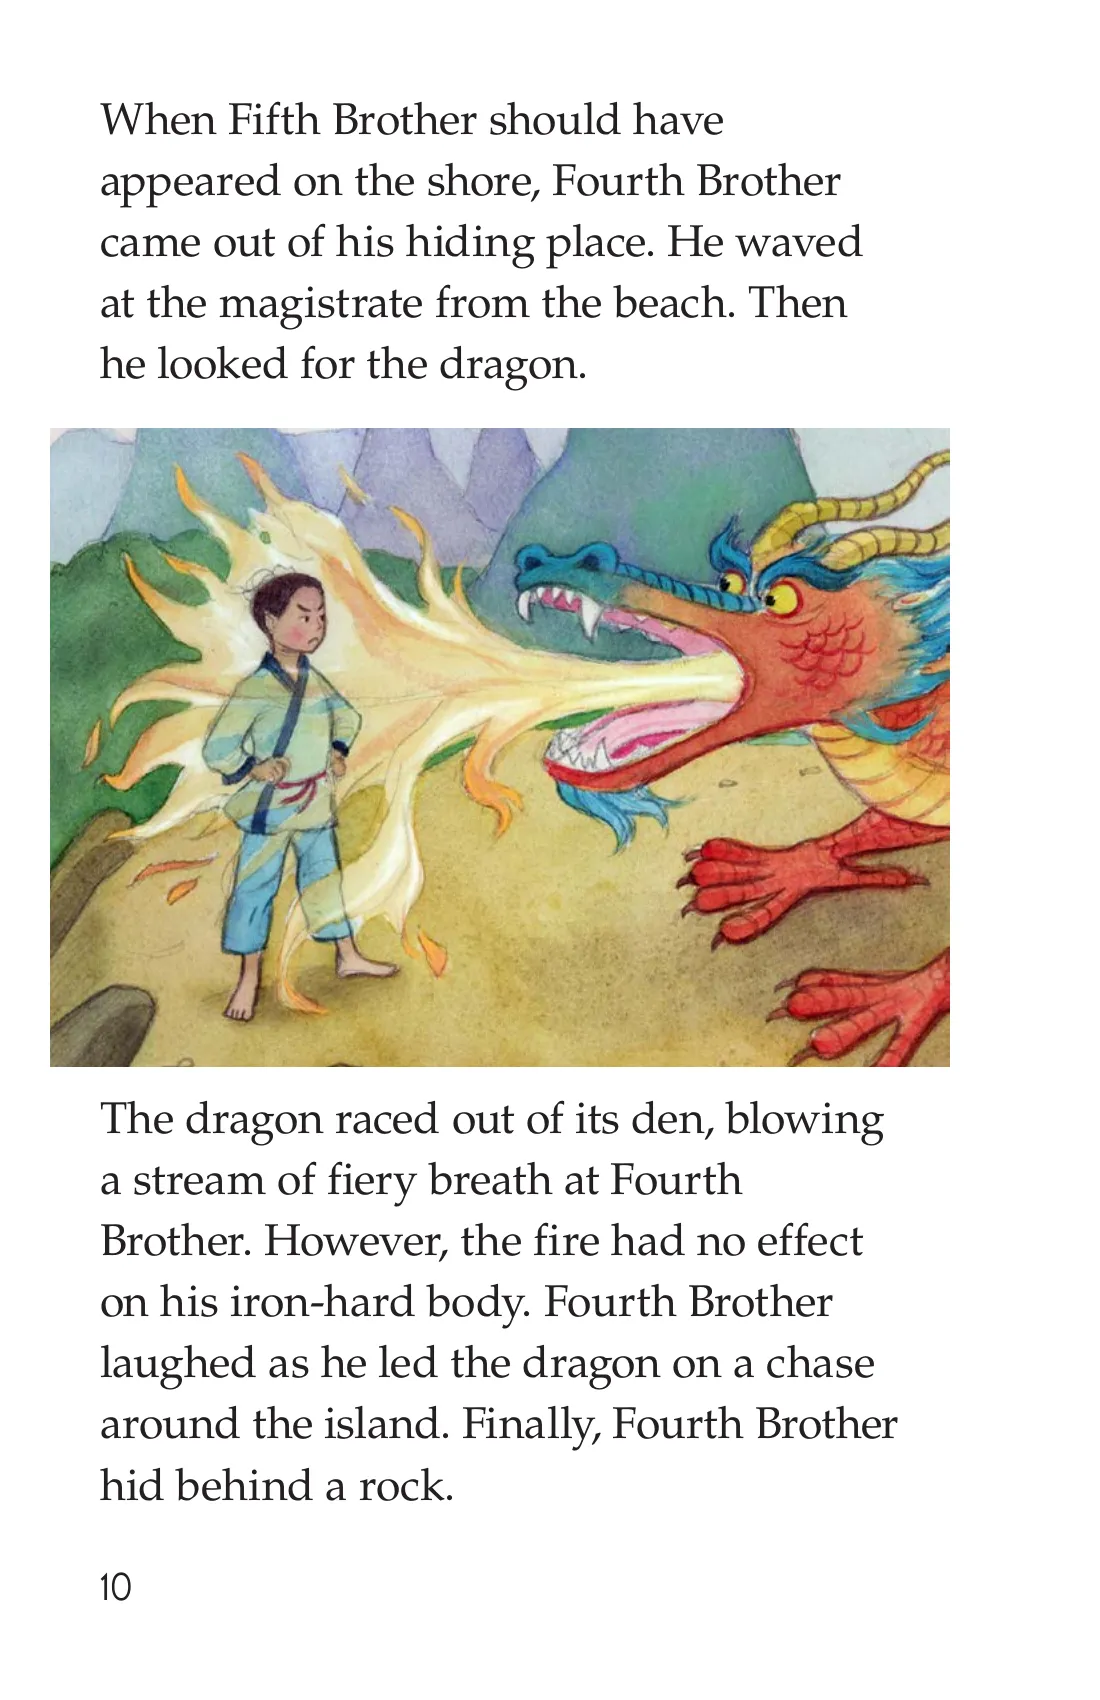 When Fifth Brother should have
appeared on the shore, Fourth Brother
came out of his hiding place. He waved
at the magistrate from the beach. Then
he looked for the dragon.
The dragon raced out of its den, blowing
a stream of fiery breath at Fourth
Brother. However, the fire had no effect
on his iron-hard body. Fourth Brother
laughed as he led the dragon on a chase
around the island. Finally, Fourth Brother
hid behind a rock.
10